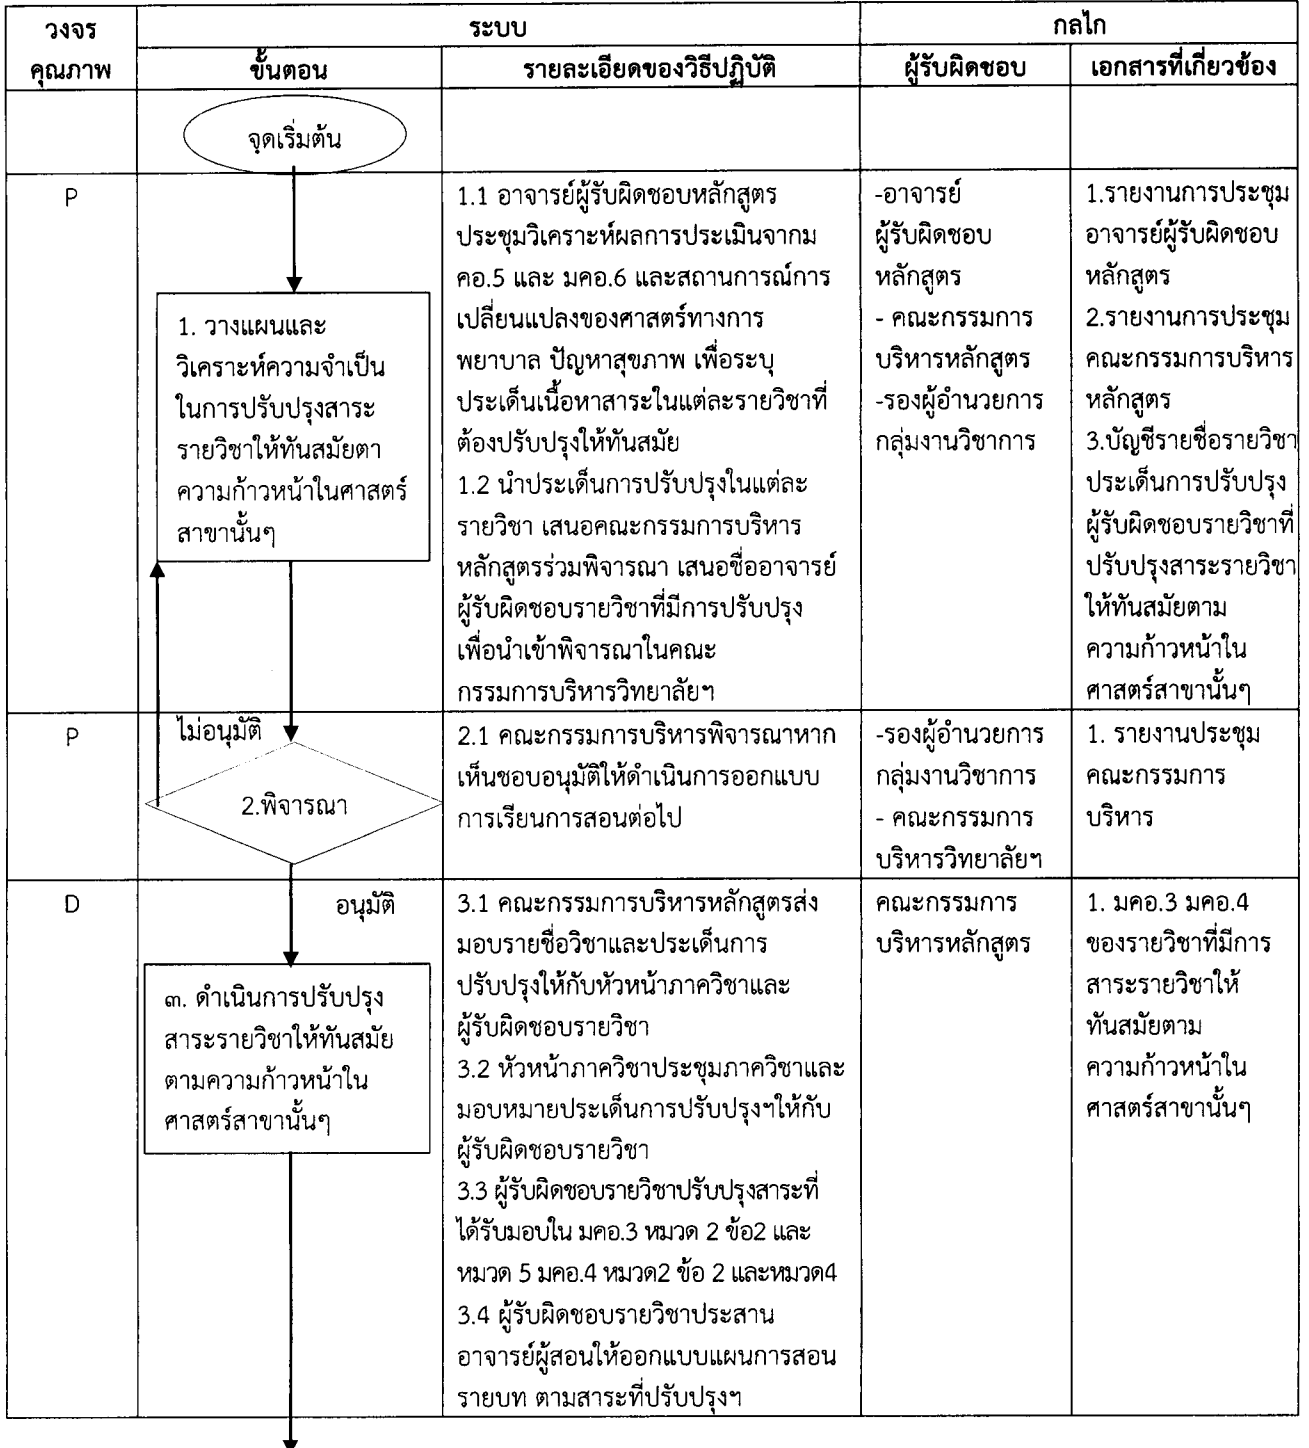 วงจร
คุณภาพ
ระบบ
กลไก
ขั้นตอน
รายละเอียดของวิธีปฏิบัติ
ผู้รับผิดชอบ
เอกสารที่เกี่ยวข้อง
จุดเริ่มต้น
P
1. วางแผนและ
วิเคราะห์ความจำเป็น
ในการปรับปรุงสาระ
รายวิชาให้ทันสมัยตา
ความก้าวหน้าในศาสตร์
สาขานั้นๆ
1.1 อาจารย์ผู้รับผิดชอบหลักสูตร
ประชุมวิเคราะห์ผลการประเมินจากม
คอ.5 และ มคอ.6 และสถานการณ์การ
เปลี่ยนแปลงของศาสตร์ทางการ
พยาบาล ปัญหาสุขภาพ เพื่อระบุ
ประเด็นเนื้อหาสาระในแต่ละรายวิชาที่
ต้องปรับปรุงให้ทันสมัย
1.2 นำประเด็นการปรับปรุงในแต่ละ
รายวิชา เสนอคณะกรรมการบริหาร
หลักสูตรร่วมพิจารณา เสนอชื่ออาจารย์
ผู้รับผิดชอบรายวิชาที่มีการปรับปรุง
เพื่อนำเข้าพิจารณาในคณะ
กรรมการบริหารวิทยาลัยฯ
-อาจารย์
ผู้รับผิดชอบ
หลักสูตร
- คณะกรรมการ
บริหารหลักสูตร
-รองผู้อำนวยการ
กลุ่มงานวิชาการ
1.รายงานการประชุม
อาจารย์ผู้รับผิดชอบ
หลักสูตร
2.รายงานการประชุม
คณะกรรมการบริหาร
หลักสูตร
3.บัญชีรายชื่อรายวิชา
ประเด็นการปรับปรุง
ผู้รับผิดชอบรายวิชาที่
ปรับปรุงสาระรายวิชา
ให้ทันสมัยตาม
ความก้าวหน้าใน
ศาสตร์สาขานั้นๆ
P
ไม่อนุมัติ
2.พิจารณา
2.1 คณะกรรมการบริหารพิจารณาหาก
เห็นชอบอนุมัติให้ดำเนินการออกแบบ
การเรียนการสอนต่อไป
-รองผู้อำนวยการ
กลุ่มงานวิชาการ
- คณะกรรมการ
บริหารวิทยาลัยฯ
1. รายงานประชุม
คณะกรรมการ
บริหาร
D
อนุมัติ
๓. ดำเนินการปรับปรุง
สาระรายวิชาให้ทันสมัย
ตามความก้าวหน้าใน
ศาสตร์สาขานั้นๆ
3.1 คณะกรรมการบริหารหลักสูตรส่ง
มอบรายชื่อวิชาและประเด็นการ
ปรับปรุงให้กับหัวหน้าภาควิชาและ
ผู้รับผิดชอบรายวิชา
3.2 หัวหน้าภาควิชาประชุมภาควิชาและ
มอบหมายประเด็นการปรับปรุงฯให้กับ
ผู้รับผิดชอบรายวิชา
3.3 ผู้รับผิดชอบรายวิชาปรับปรุงสาระที่
ได้รับมอบใน มคอ.3 หมวด 2 ข้อ2 และ
หมวด 5 มคอ.4 หมวด2 ข้อ 2 และหมวด4
3.4 ผู้รับผิดชอบรายวิชาประสาน
อาจารย์ผู้สอนให้ออกแบบแผนการสอน
รายบท ตามสาระที่ปรับปรุงฯ
คณะกรรมการ
บริหารหลักสูตร
1. มคอ.3 มคอ.4
ของรายวิชาที่มีการ
สาระรายวิชาให้
ทันสมัยตาม
ความก้าวหน้าใน
ศาสตร์สาขานั้นๆ